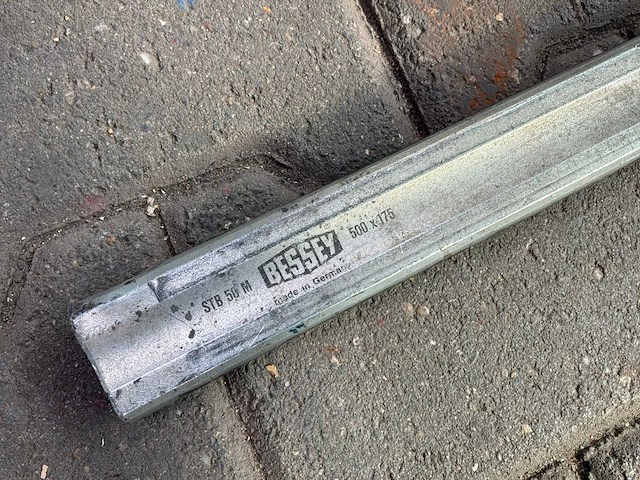 STB 50 M BESSEY 500 x 175
made in Germany